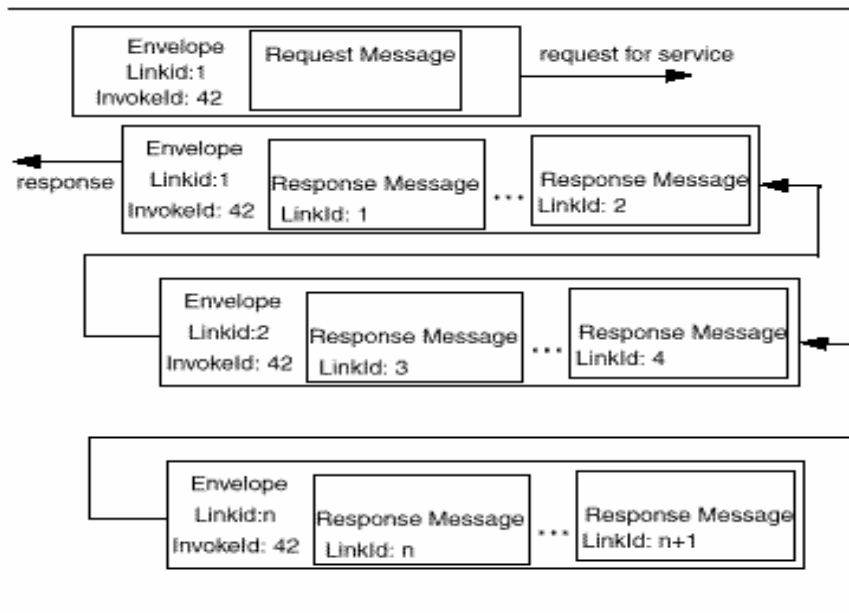 Envelope
Linkid:1
InvokeId: 42
Request Message
request for service
response
Envelope
Linkid:1
InvokeId: 42
Response Message
LinkId: 1
...
Response Message
LinkId: 2
Envelope
Linkid:2
InvokeId: 42
Response Message
LinkId: 3
...
Response Message
LinkId: 4
Envelope
Linkid:n
InvokeId: 42
Response Message
LinkId: n
...
Response Message
LinkId: n+1